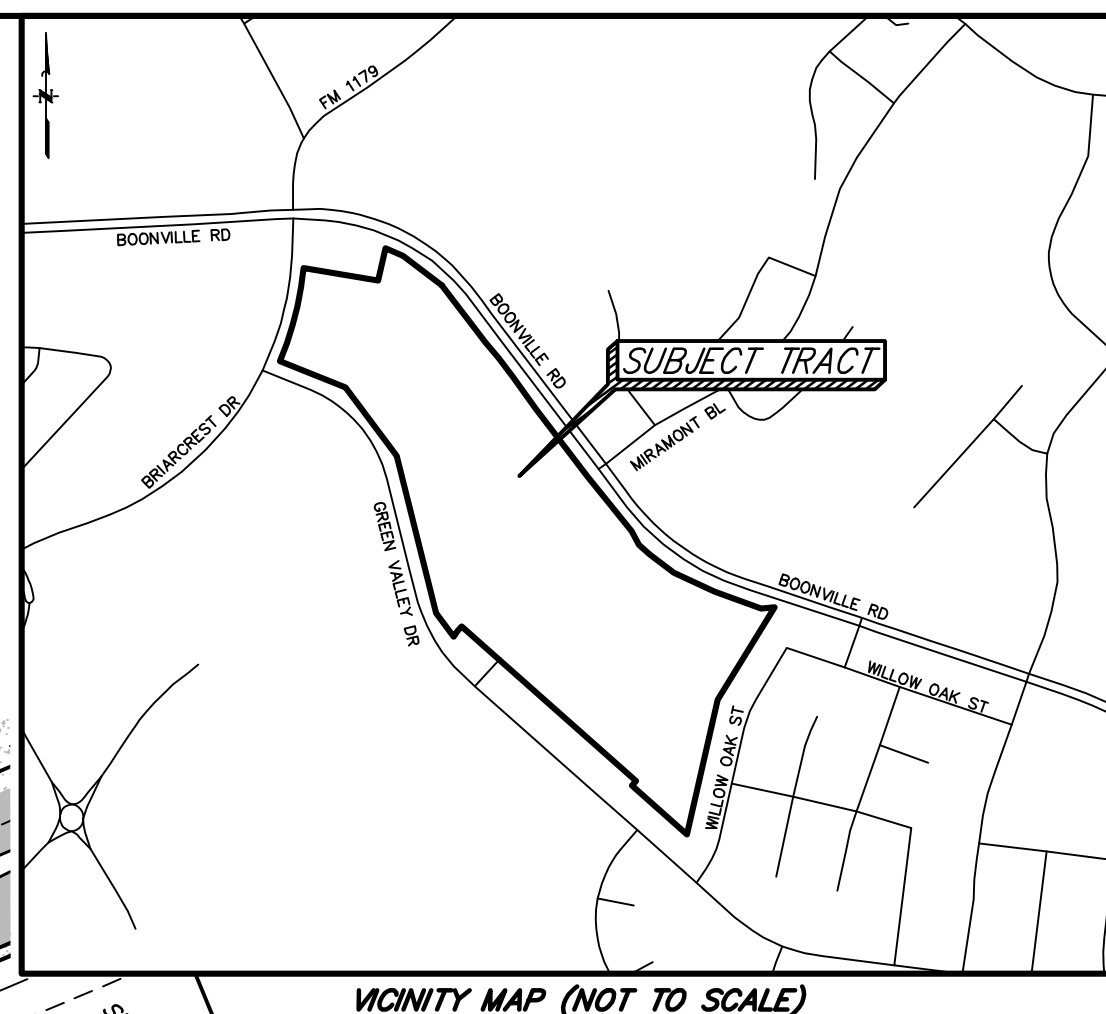 N
FM 1179
BOONVILLE RD
BOONVILLE RD
SUBJECT TRACT
MIRAMONT BL
BRIARCREST DR
GREEN VALLEY DR
BOONVILLE RD
WILLOW OAK ST
WILLOW OAK ST
VICINITY MAP (NOT TO SCALE)